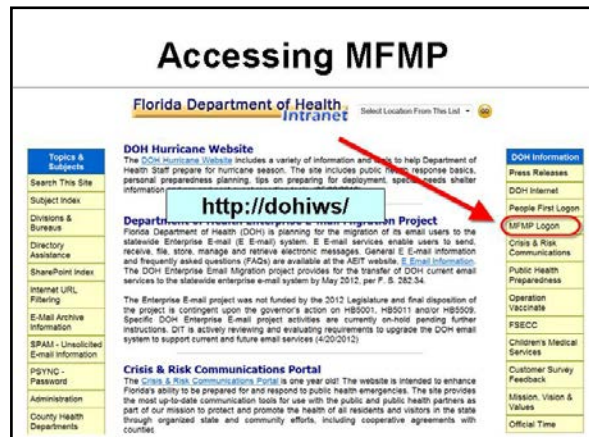 Accessing MFMP
Florida Department of Health
Intranet
Select Location From This List
GO
Topics &
Subjects
Search This Site
Subject Index
Divisions &
Bureaus
Directory
Assistance
SharePoint Index
Internet URL
Filtering
E-Mail Archive
Information
SPAM - Unsolicited
E-mail Information
PSYNC -
Password
Administration
County Health
Departments
DOH Hurricane Website
The DOH Hurricane Website includes a variety of information and tools to help Department of
Health Staff prepare for hurricane season. The site includes public health response basics,
personal preparedness planning, tips on preparing for deployment, special needs shelter
information
http://dohiws/
Department of Health Enterprise E-mail Migration Project
Florida Department of Health (DOH) is planning for the migration of its email users to the
statewide Enterprise E-mail (E E-mail) system. E E-mail services enable users to send,
receive, file, store, manage and retrieve electronic messages. General E E-mail information
and frequently asked questions (FAQs) are available at the AEIT website, E Email Information.
The DOH Enterprise Email Migration project provides for the transfer of DOH current email
services to the statewide enterprise e-mail system by May 2012, per F. S. 282.34.
The Enterprise E-mail project was not funded by the 2012 Legislature and final disposition of
the project is contingent upon the governor's action on HB5001, HB5011 and/or HB5509.
Specific DOH Enterprise E-mail project activities are currently on-hold pending further
instructions. DIT is actively reviewing and evaluating requirements to upgrade the DOH email
system to support current and future email services (4/20/2012)
Crisis & Risk Communications Portal
The Crisis & Risk Communications Portal is one year old! The website is intended to enhance
Florida's ability to be prepared for and respond to public health emergencies. The site provides
the most up-to-date communication tools for use with the public and public health partners as
part of our mission to protect and promote the health of all residents and visitors in the state
through organized state and community efforts, including cooperative agreements with
counties
DOH Information
Press Releases
DOH Internet
People First Logon
MFMP Logon
Crisis & Risk
Communications
Public Health
Preparedness
Operation
Vaccinate
FSECC
Children's Medical
Services
Customer Survey
Feedback
Mission, Vision &
Values
Official Time